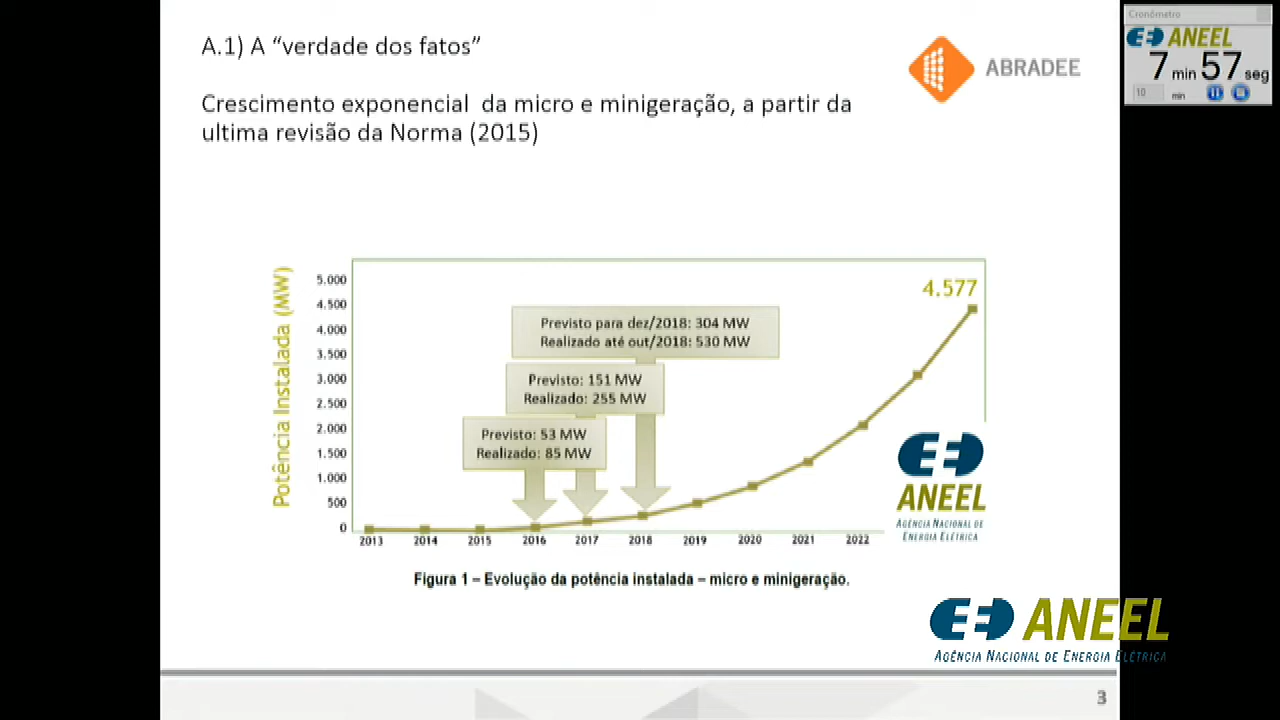 A.1) A “verdade dos fatos”
ABRADEE
Cronômetro
ANEEL
7 min 57 seg
10 min
Crescimento exponencial da micro e minigeração, a partir da
ultima revisão da Norma (2015)
Potência Instalada (MW)
5.000
4.500
4.000
3.500
3.000
2.500
2.000
1.500
1.000
500
0
4.577
Previsto para dez/2018: 304 MW
Realizado até out/2018: 530 MW
Previsto: 151 MW
Realizado: 255 MW
Previsto: 53 MW
Realizado: 85 MW
2013 2014 2015 2016 2017 2018 2019 2020 2021 2022
ANEEL
AGÊNCIA NACIONAL DE
ENERGIA ELÉTRICA
Figura 1 – Evolução da potência instalada – micro e minigeração.
ANEEL
AGÊNCIA NACIONAL DE ENERGIA ELÉTRICA
3